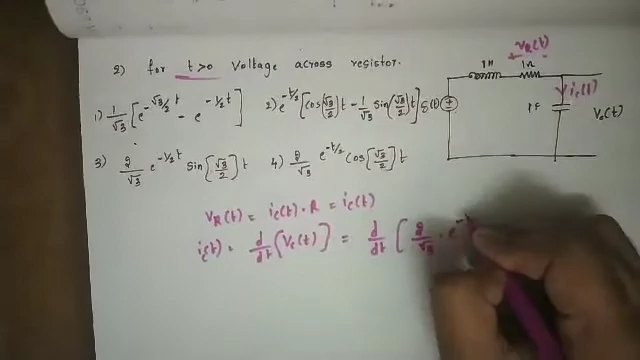 2) for t>0 Voltage across resistor.
1) 1/√3 [e^-√3/2 t - e^-1/2 t] 2) e^-t/2 [cos(√3/2)t - 1/√3 sin(√3/2)t]
3) 2/√3 e^-1/2 t sin[√3/2]t 4) 2/√3 e^-t/2 cos[√3/2]t
V_R(t)
1H 1Ω
i_c(t)
δ(t) 1F V_c(t)
V_R(t) = i_c(t) · R = i_c(t)
i_c(t) = d/dt (V_c(t)) = d/dt [2/√3 · e^-t